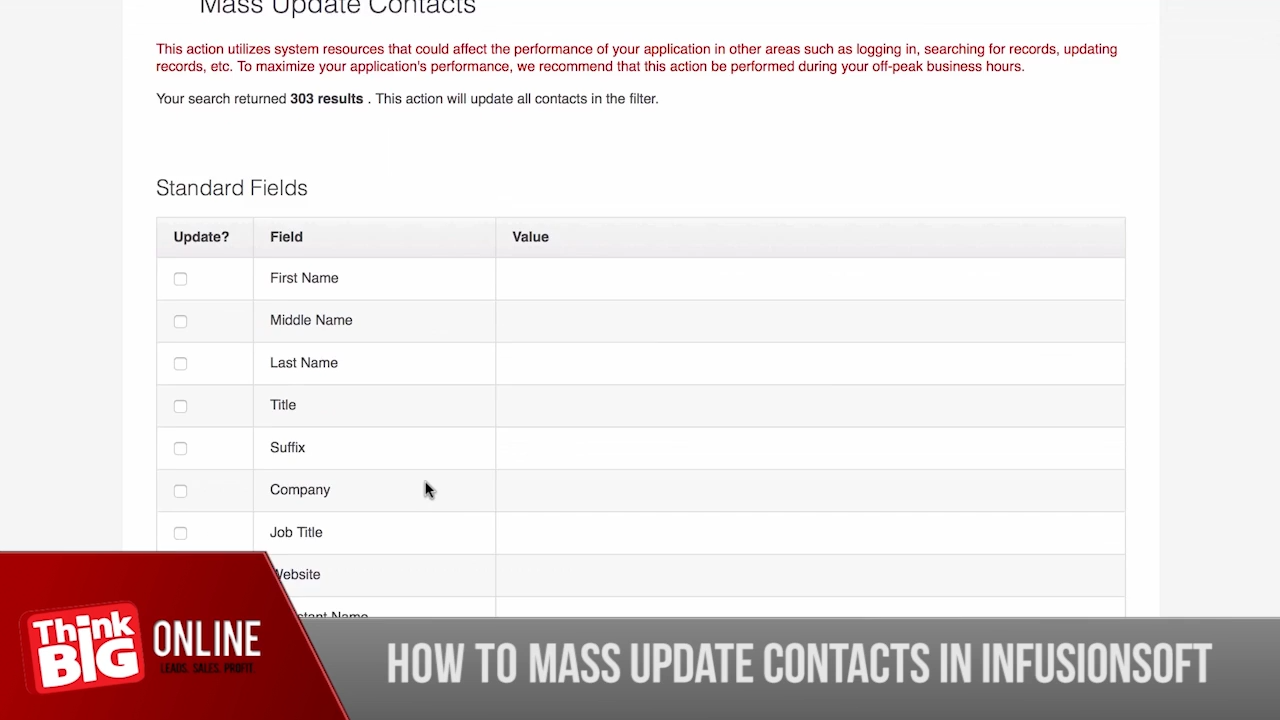 Mass Update Contacts
This action utilizes system resources that could affect the performance of your application in other areas such as logging in, searching for records, updating
records, etc. To maximize your application's performance, we recommend that this action be performed during your off-peak business hours.
Your search returned 303 results . This action will update all contacts in the filter.
Standard Fields
Update? Field Value
First Name
Middle Name
Last Name
Title
Suffix
Company
Job Title
Website
Think
BIG
ONLINE
LEADS. SALES. PROFIT.
HOW TO MASS UPDATE CONTACTS IN INFUSIONSOFT